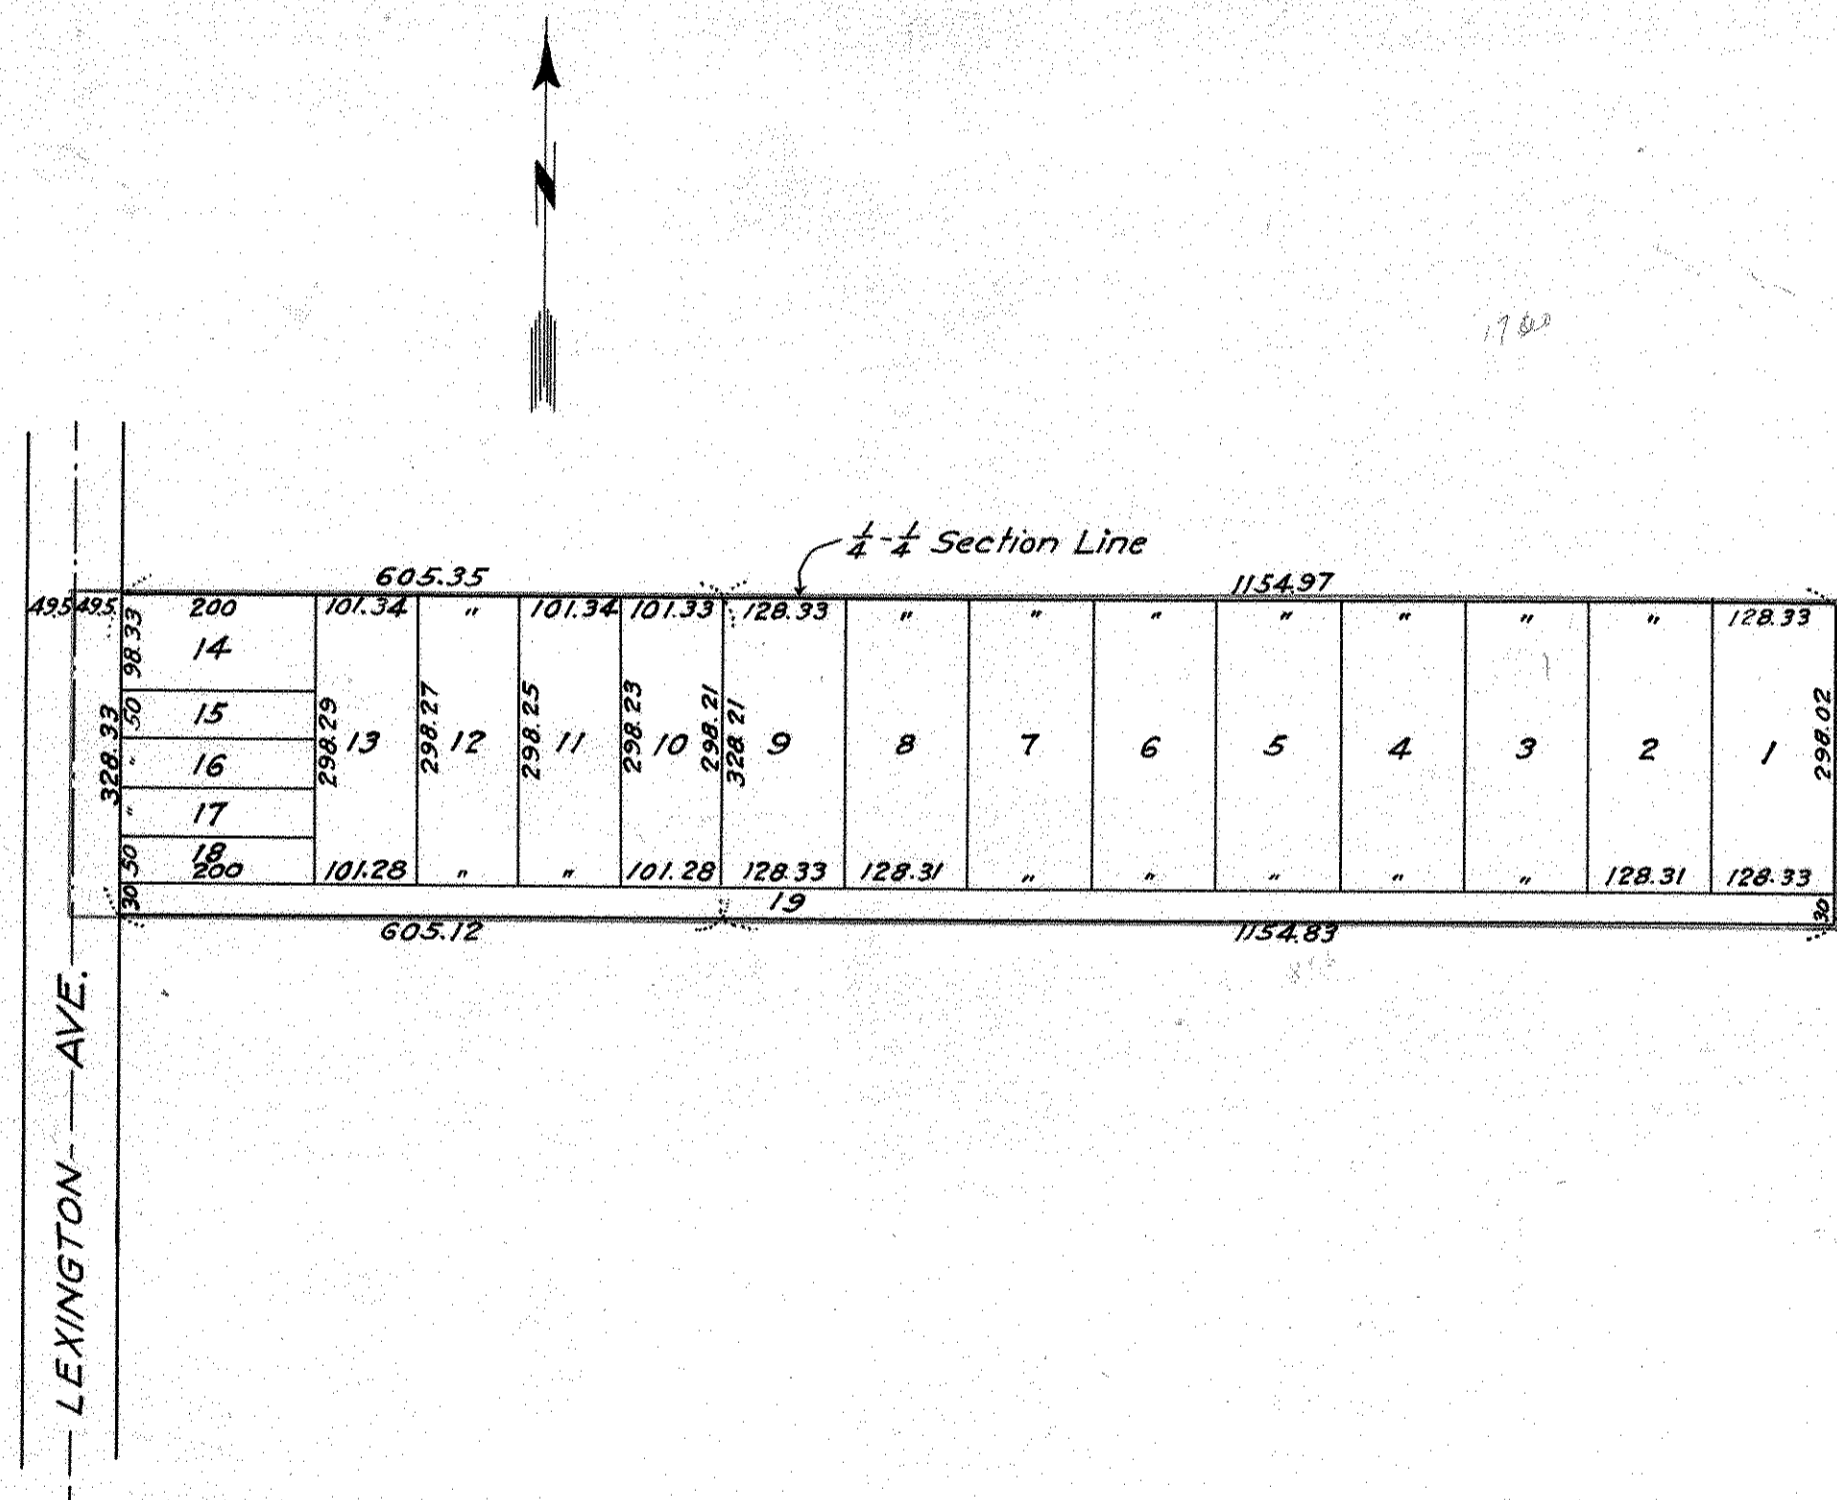 N
1/4 - 1/4 Section Line
605.35 1154.97
49.5 49.5 200 101.34 " 101.34 101.33 128.33 " " " " " " " 128.33
98.33 14
50 15
" 16
" 17
50 18
328.33 298.29 13 298.27 12 298.25 11 298.23 10 298.21 328.21 9 8 7 6 5 4 3 2 1 298.02
200 101.28 " " 101.28 128.33 128.31 " " " " " 128.31 128.33
30 19 30
605.12 1154.83
LEXINGTON AVE.